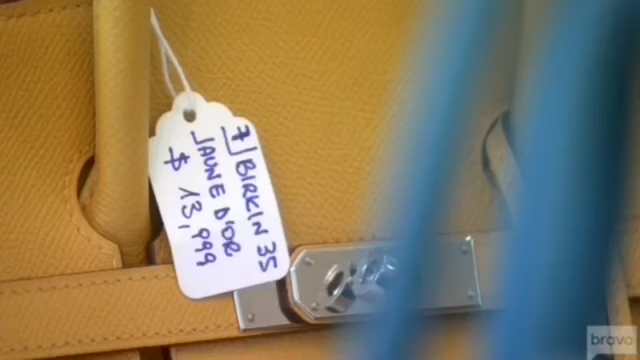 7
BIRKIN 35
JAUNE D'OR
$ 13,999
bravo